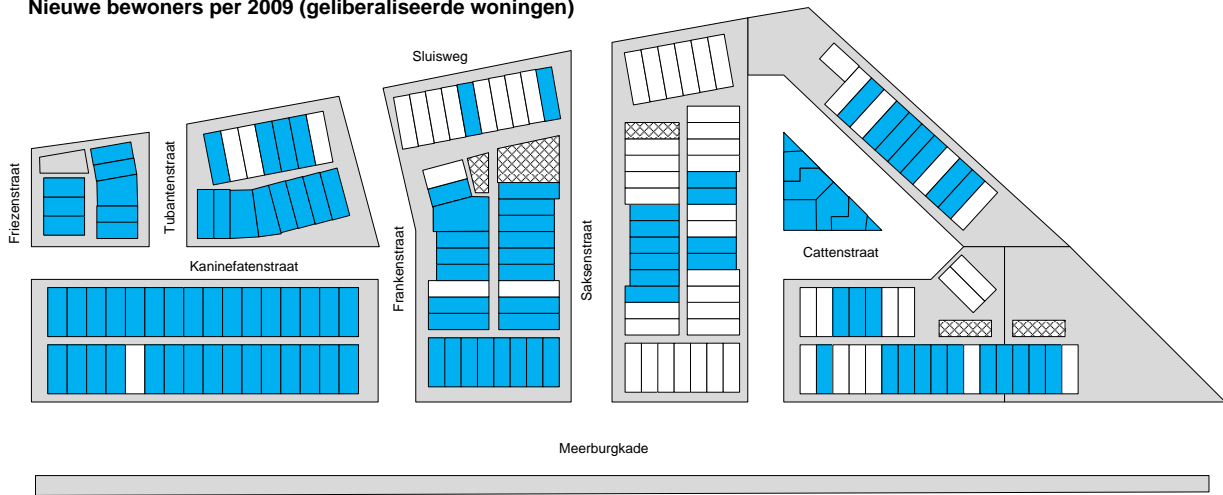 Nieuwe bewoners per 2009 (geliberaliseerde woningen)
Sluisweg
Friezenstraat
Tubantenstraat
Kaninefatenstraat
Frankenstraat
Saksenstraat
Cattenstraat
Meerburgkade